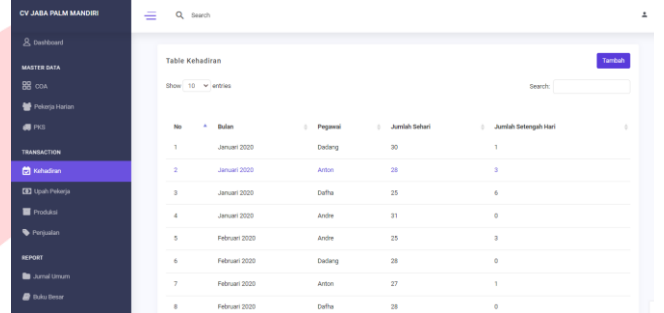 CV JABA PALM MANDIRI
Search
Dashboard
MASTER DATA
COA
Pekerja Harian
PKS
TRANSACTION
Kehadiran
Upah Pekerja
Produksi
Penjualan
REPORT
Jurnal Umum
Buku Besar
Table Kehadiran
Tambah
Show 10 entries
Search:
No Bulan Pegawai Jumlah Sehari Jumlah Setengah Hari
1 Januari 2020 Dadang 30 1
2 Januari 2020 Anton 28 3
3 Januari 2020 Dafha 25 6
4 Januari 2020 Andre 31 0
5 Februari 2020 Andre 25 3
6 Februari 2020 Dadang 28 0
7 Februari 2020 Anton 27 1
8 Februari 2020 Dafha 28 0